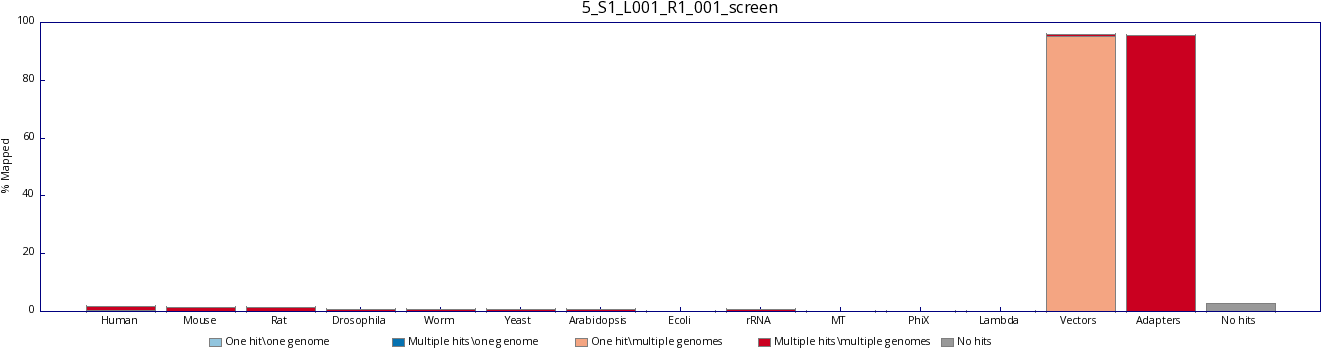 5_S1_L001_R1_001_screen
100
80
60
40
20
0
% Mapped
Human Mouse Rat Drosophila Worm Yeast Arabidopsis Ecoli rRNA MT PhiX Lambda Vectors Adapters No hits
One hit\one genome Multiple hits\one genome One hit\multiple genomes Multiple hits\multiple genomes No hits